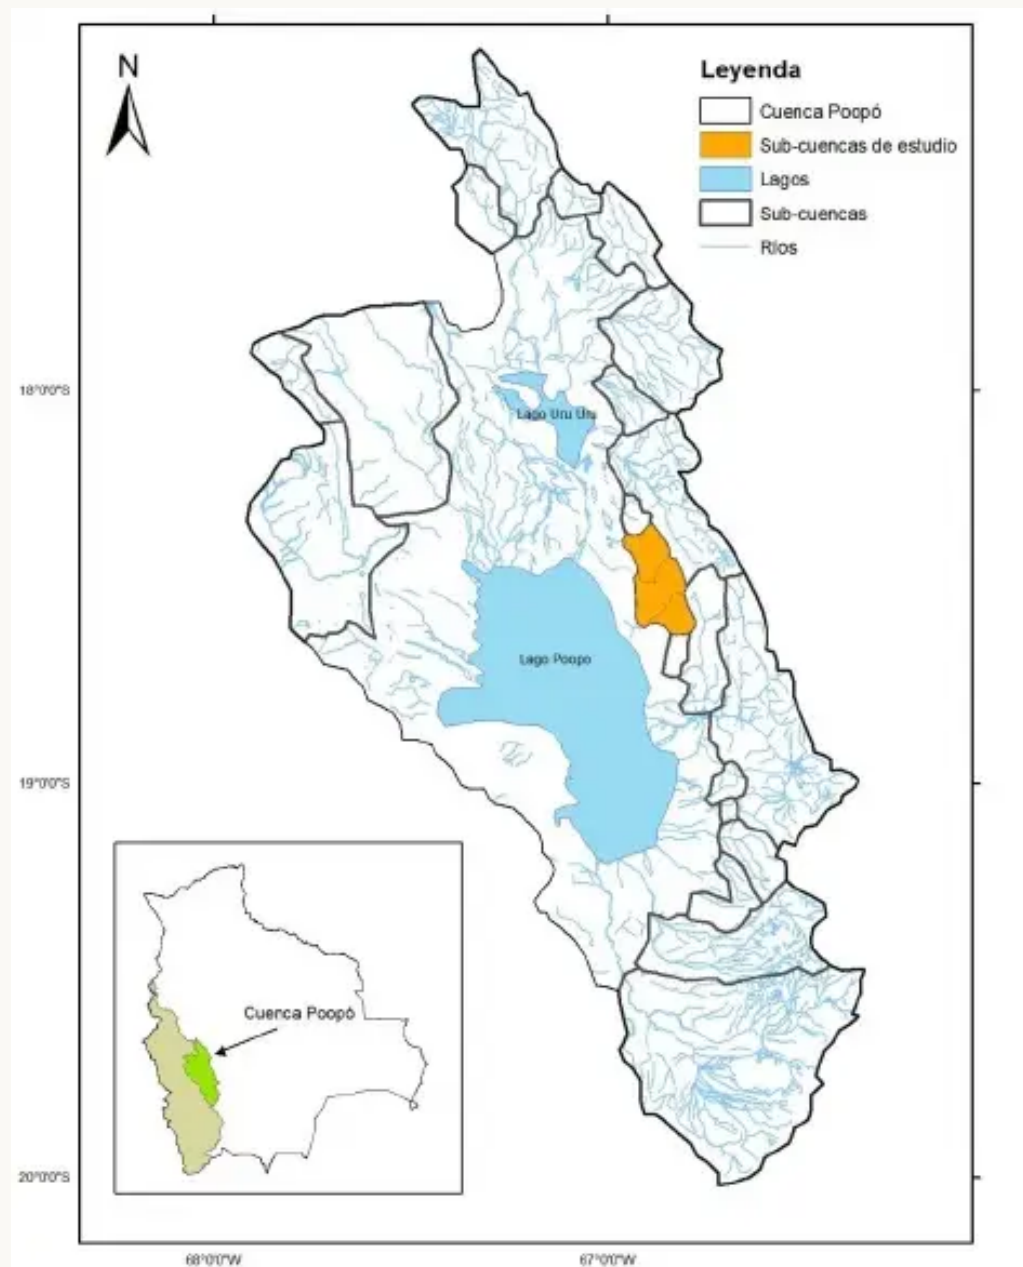 N
Leyenda
Cuenca Poopó
Sub-cuencas de estudio
Lagos
Sub-cuencas
Ríos
18°0'0"S
Lago Uru Uru
Lago Poopo
19°0'0"S
Cuenca Poopó
20°0'0"S
68°0'0"W
67°0'0"W